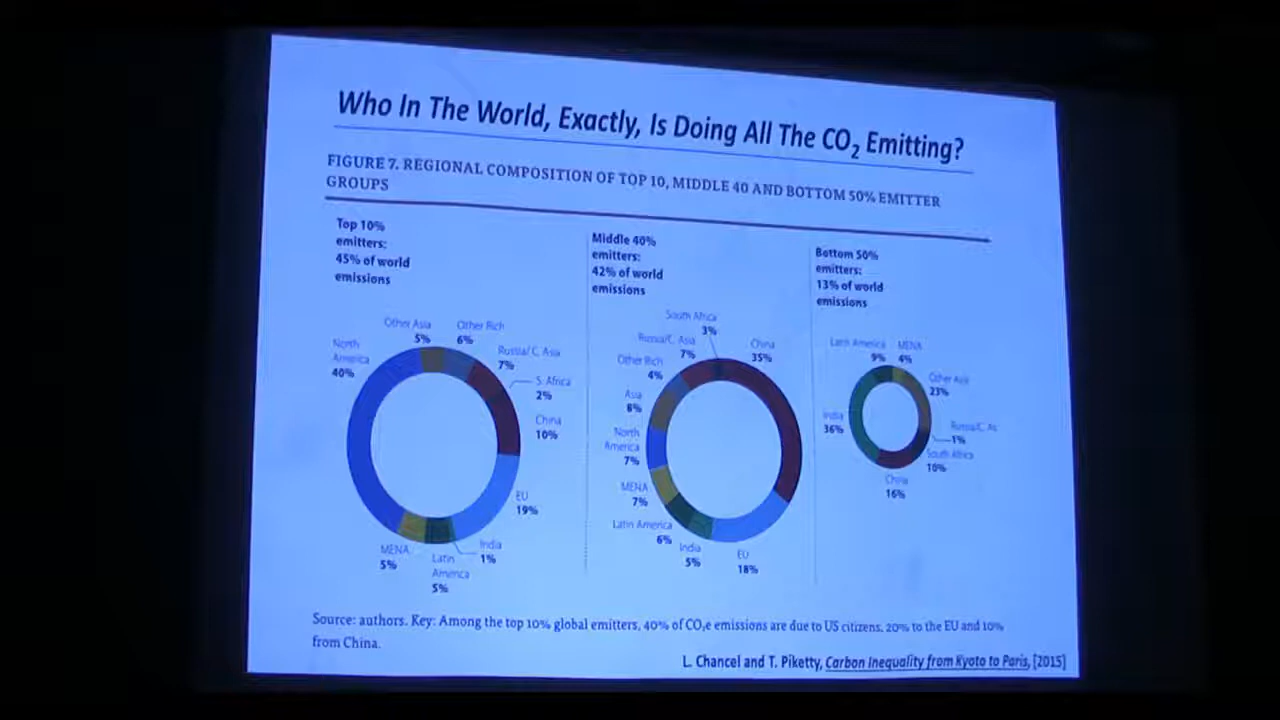 Who In The World, Exactly, Is Doing All The CO₂ Emitting?
FIGURE 7. REGIONAL COMPOSITION OF TOP 10, MIDDLE 40 AND BOTTOM 50% EMITTER
GROUPS
Top 10%
emitters:
45% of world
emissions
Other Asia
5%
Other Rich
6%
North
America
40%
Russia/C. Asia
7%
S. Africa
2%
China
10%
EU
19%
India
1%
Latin
America
5%
MENA
5%
Middle 40%
emitters:
42% of world
emissions
South Africa
3%
Russia/C. Asia
7%
China
35%
Other Rich
4%
Asia
8%
North
America
7%
MENA
7%
Latin America
6%
India
5%
EU
18%
Bottom 50%
emitters:
13% of world
emissions
Latin America
9%
MENA
4%
Other Asia
23%
India
36%
Russia/C. As
1%
South Africa
10%
China
16%
Source: authors. Key: Among the top 10% global emitters, 40% of CO₂e emissions are due to US citizens, 20% to the EU and 10%
from China.
L. Chancel and T. Piketty, Carbon Inequality from Kyoto to Paris, [2015]